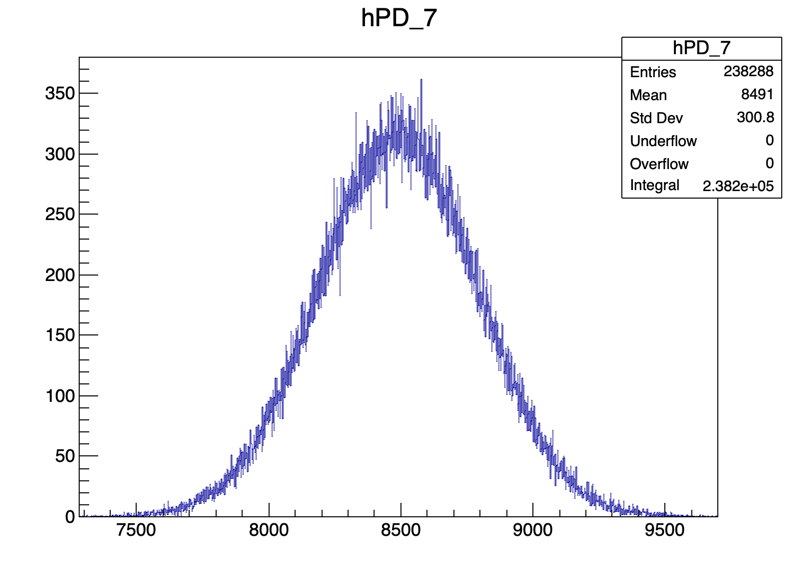 hPD_7
hPD_7
Entries 238288
Mean 8491
Std Dev 300.8
Underflow 0
Overflow 0
Integral 2.382e+05
350
300
250
200
150
100
50
0
7500 8000 8500 9000 9500